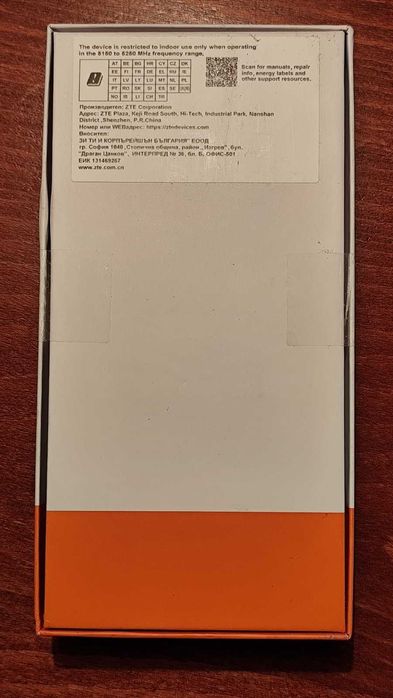 The device is restricted to indoor use only when operating
in the 5150 to 5250 MHz frequency range,
AT BE BG HR CY CZ DK
EE FI FR DE EL HU IE
IT LV LT LU MT NL PL
PT RO SK SI ES SE
NO IS LI CH TR
Scan for manuals, repair
info, energy labels and
other support resources.
Производител: ZTE Corporation
Адрес: ZTE Plaza, Keji Road South, Hi-Tech, Industrial Park, Nanshan
District ,Shenzhen, P.R.China
Номер или WEBадрес: https://ztedevices.com
Вносител:
ЗИ ТИ И КОРПЪРЕЙШЪН БЪЛГАРИЯ" ЕООД
гр. София 1040 ,Столична община, район „Изгрев", бул.
"Драган Цанков", ИНТЕРПРЕД № 36, бл. Б, ОФИС-501
ЕИК 131469267
www.zte.com.cn